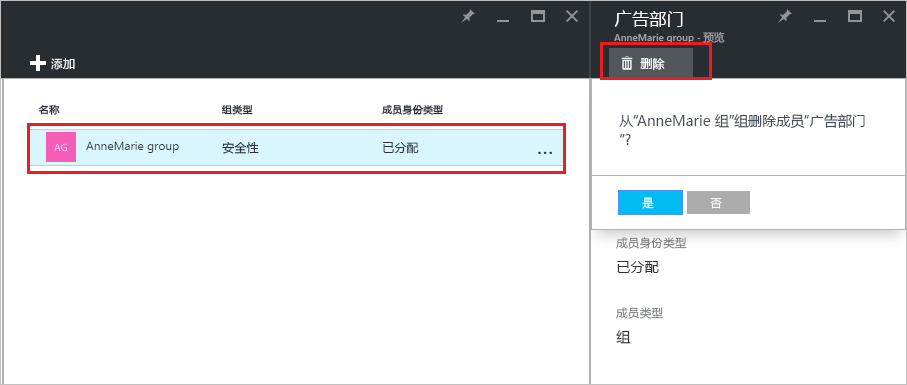 添加
名称 组类型 成员身份类型
AG AnneMarie group 安全性 已分配 ...
广告部门
AnneMarie group - 预览
删除
从“AnneMarie 组”组删除成员“广告部门
”?
是 否
成员身份类型
已分配
成员类型
组